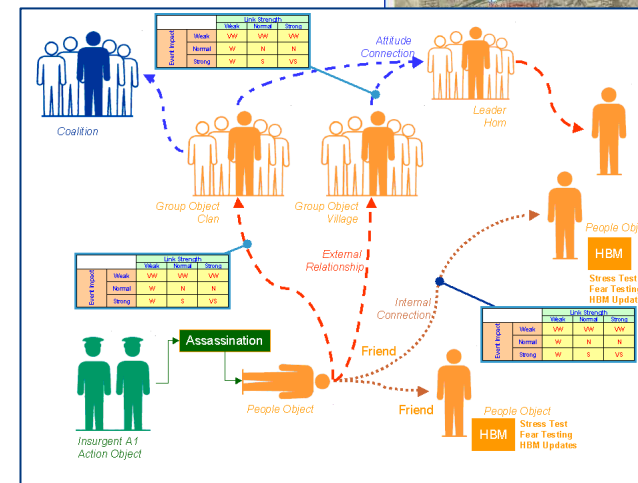 Link Strength
Weak Normal Strong
Event Impact
Weak VW VW VW
Normal W N N
Strong W S VS
Attitude
Connection
Coalition
Leader
Hom
Group Object
Clan
Group Object
Village
People Obj
HBM
Stress Test
Fear Testing
HBM Updat
External
Relationship
Link Strength
Weak Normal Strong
Event Impact
Weak VW VW VW
Normal W N N
Strong W S VS
Internal
Connection
Link Strength
Weak Normal Strong
Event Impact
Weak VW VW VW
Normal W N N
Strong W S VS
Assassination
Friend
People Object
Friend
People Object
HBM
Stress Test
Fear Testing
HBM Updates
Insurgent A1
Action Object